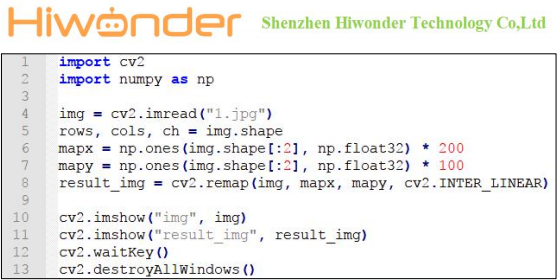 Hiwonder Shenzhen Hiwonder Technology Co,Ltd
1 import cv2
2 import numpy as np
3
4 img = cv2.imread("1.jpg")
5 rows, cols, ch = img.shape
6 mapx = np.ones(img.shape[:2], np.float32) * 200
7 mapy = np.ones(img.shape[:2], np.float32) * 100
8 result_img = cv2.remap(img, mapx, mapy, cv2.INTER_LINEAR)
9
10 cv2.imshow("img", img)
11 cv2.imshow("result_img", result_img)
12 cv2.waitKey()
13 cv2.destroyAllWindows()